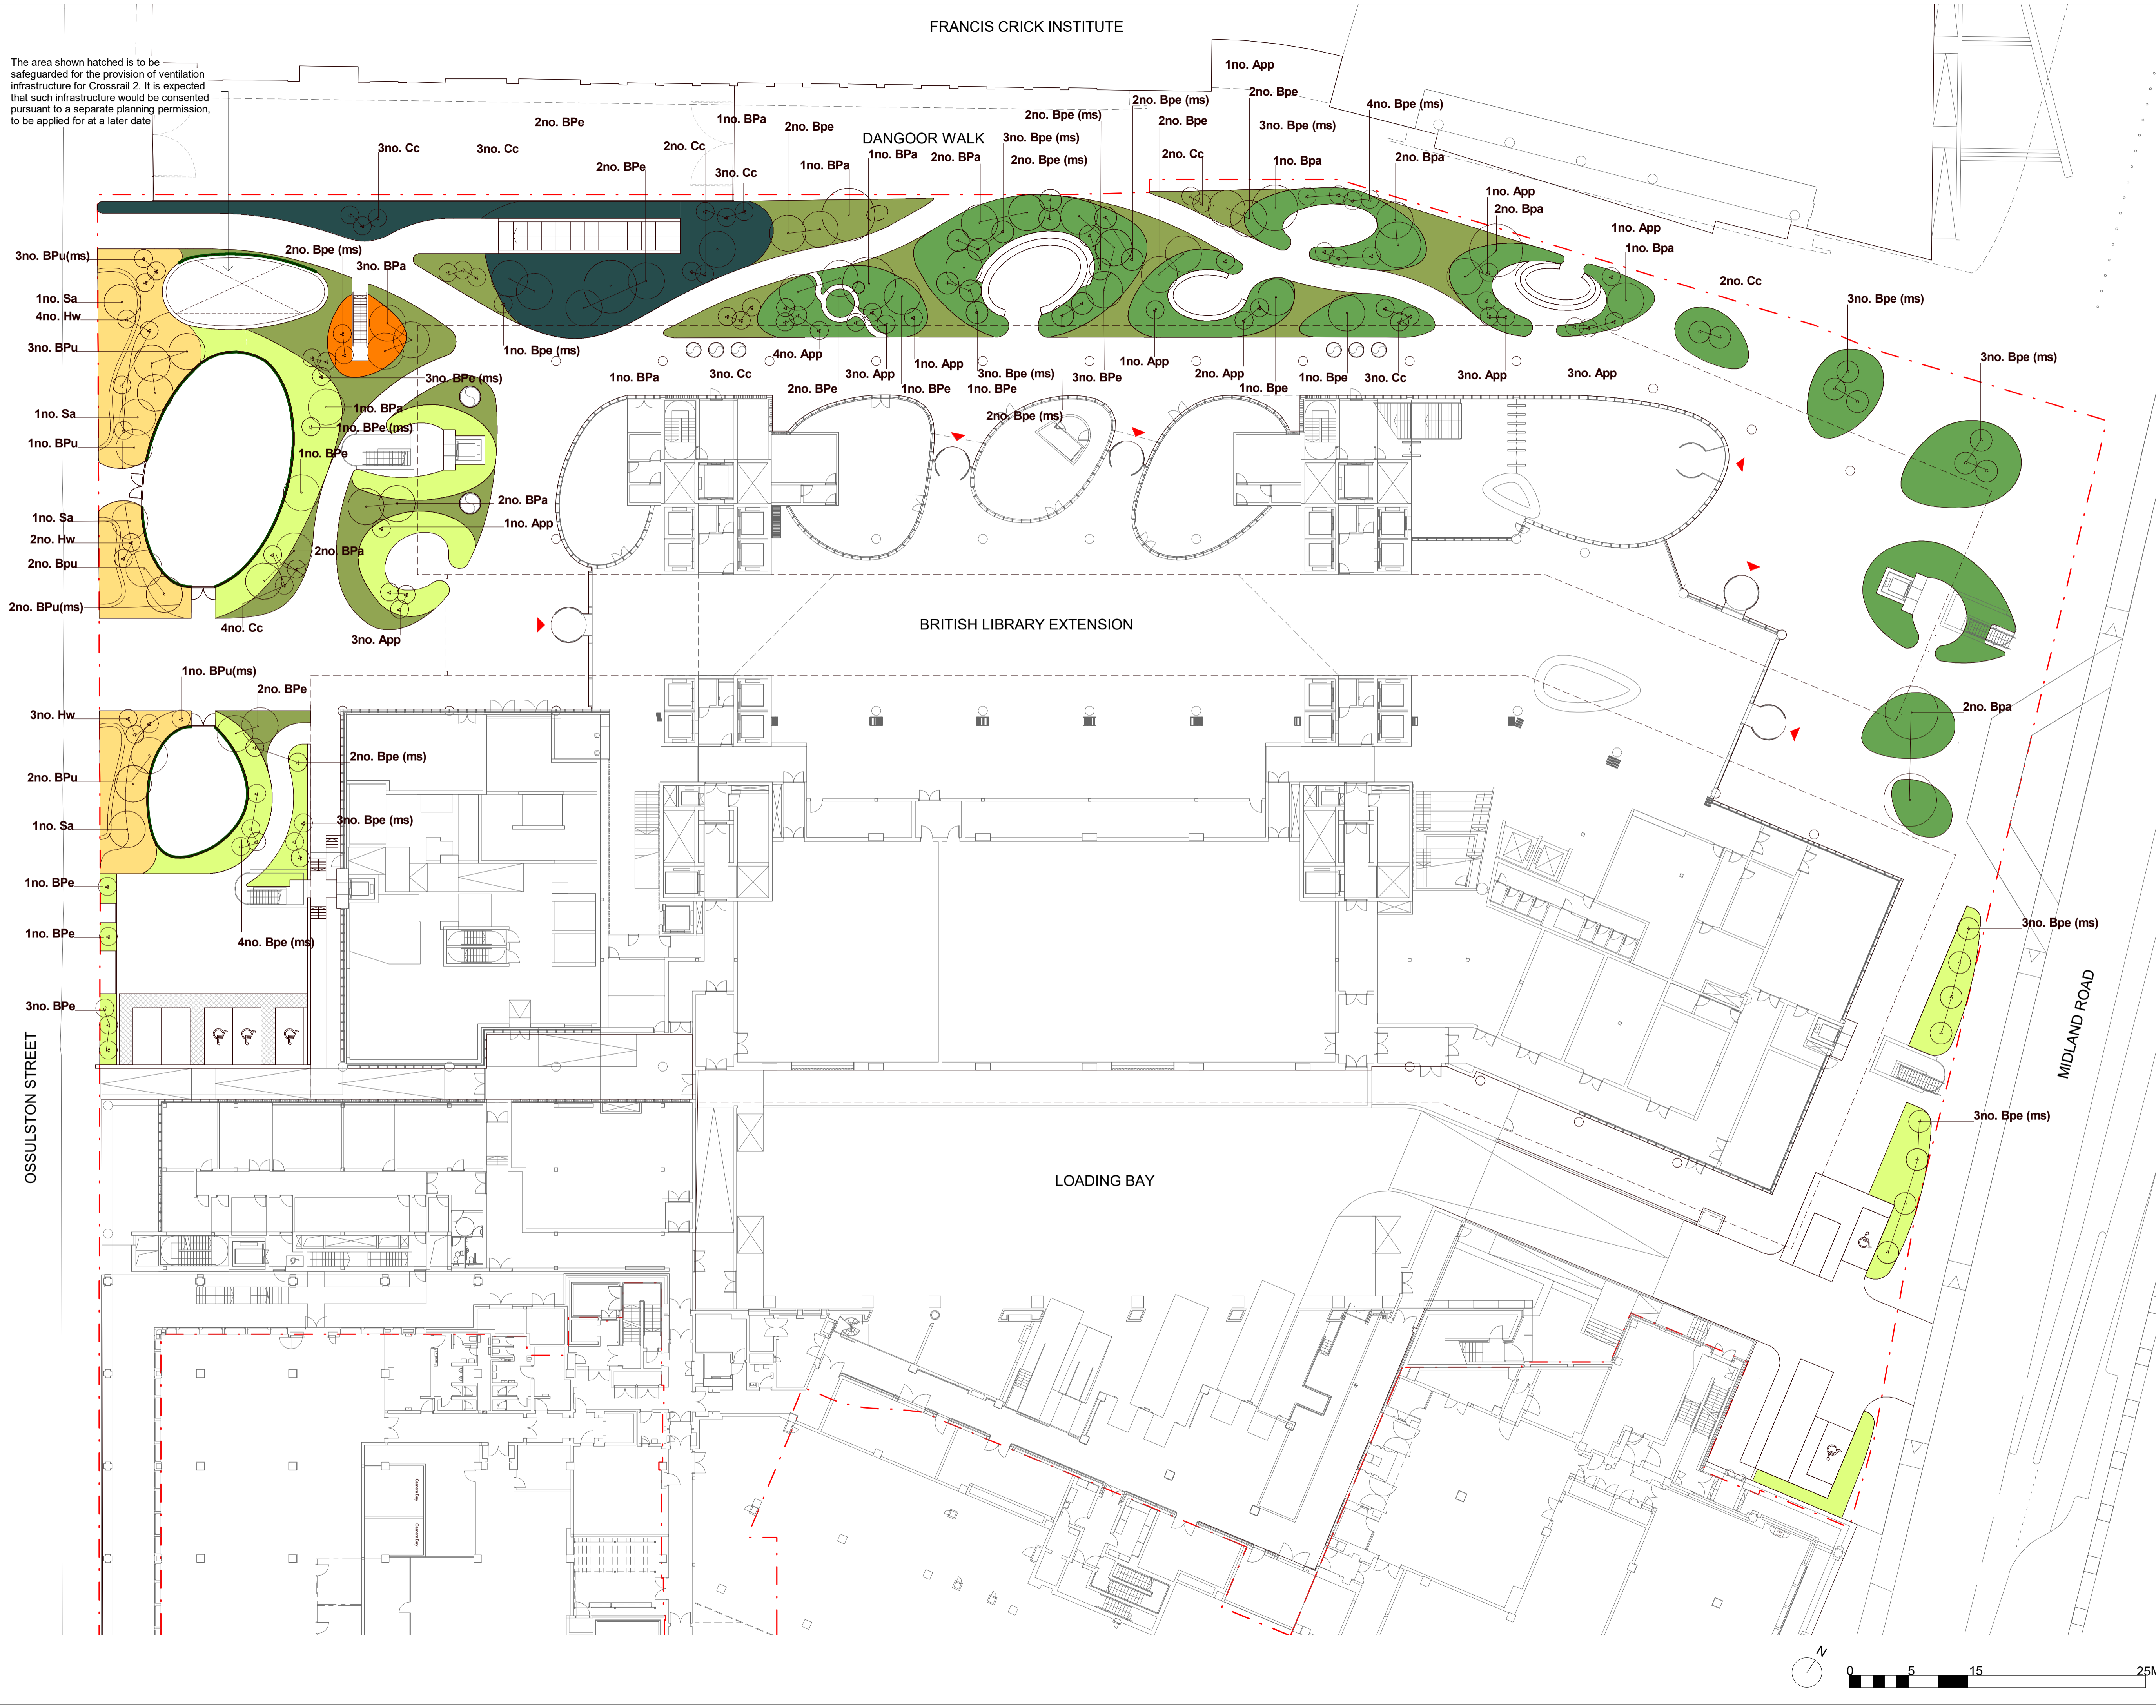 FRANCIS CRICK INSTITUTE
The area shown hatched is to be
safeguarded for the provision of ventilation
infrastructure for Crossrail 2. It is expected
that such infrastructure would be consented
pursuant to a separate planning permission,
to be applied for at a later date
1no. App
2no. Bpe
2no. Bpe (ms)
4no. Bpe (ms)
2no. BPe
1no. BPa
2no. Bpe
DANGOOR WALK
2no. Bpe (ms)
3no. Bpe (ms)
2no. Bpe
3no. Bpe (ms)
3no. Cc
3no. Cc
2no. Cc
2no. BPe
3no. Cc
1no. BPa
1no. BPa
2no. BPa
2no. Bpe (ms)
2no. Cc
1no. Bpa
2no. Bpa
1no. App
2no. Bpa
1no. App
1no. Bpa
3no. BPu(ms)
2no. Bpe (ms)
3no. BPa
2no. Cc
1no. Sa
4no. Hw
3no. Bpe (ms)
3no. BPu
1no. Bpe (ms)
4no. App
1no. App
1no. App
3no. Bpe (ms)
3no. BPe (ms)
1no. BPa
3no. Cc
2no. BPe
3no. App
1no. BPe
1no. BPe
3no. Bpe (ms)
3no. BPe
2no. App
1no. Bpe
1no. Bpe
3no. Cc
3no. App
3no. App
1no. Sa
1no. BPa
2no. Bpe (ms)
1no. BPe (ms)
1no. BPu
1no. BPe
2no. BPa
1no. Sa
1no. App
2no. Hw
2no. BPa
2no. Bpu
2no. BPu(ms)
4no. Cc
3no. App
BRITISH LIBRARY EXTENSION
1no. BPu(ms)
2no. BPe
3no. Hw
2no. Bpa
2no. Bpe (ms)
2no. BPu
1no. Sa
3no. Bpe (ms)
1no. BPe
1no. BPe
4no. Bpe (ms)
3no. Bpe (ms)
3no. BPe
OSSULSTON STREET
MIDLAND ROAD
3no. Bpe (ms)
LOADING BAY
Camera Bay
Camera Bay
N
0 5 15 25M